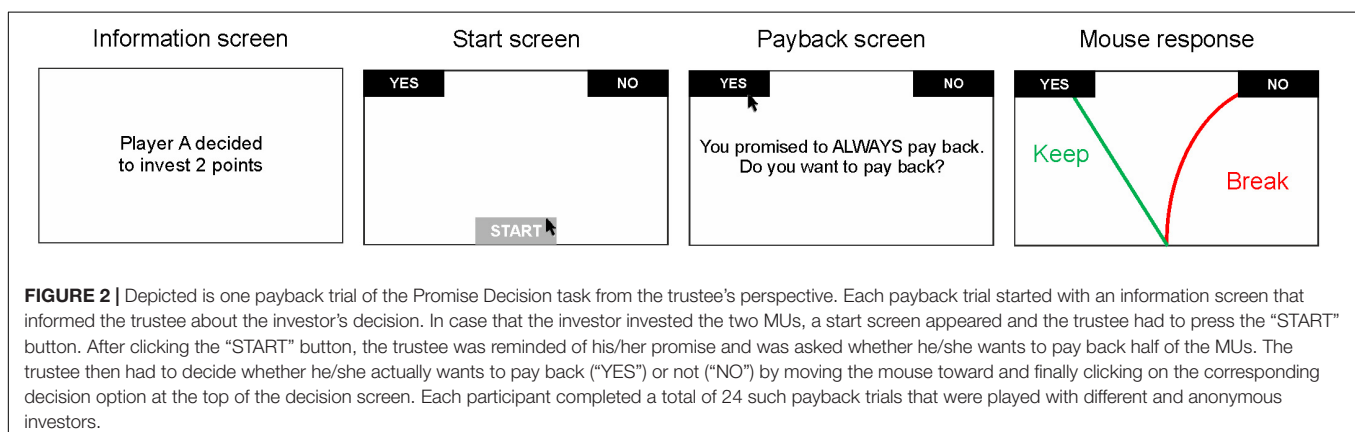 Information screen
Start screen
Payback screen
Mouse response
Player A decided
to invest 2 points
YES
NO
START
YES
NO
You promised to ALWAYS pay back.
Do you want to pay back?
YES
NO
Keep
Break
FIGURE 2 | Depicted is one payback trial of the Promise Decision task from the trustee’s perspective. Each payback trial started with an information screen that
informed the trustee about the investor’s decision. In case that the investor invested the two MUs, a start screen appeared and the trustee had to press the “START”
button. After clicking the “START” button, the trustee was reminded of his/her promise and was asked whether he/she wants to pay back half of the MUs. The
trustee then had to decide whether he/she actually wants to pay back (“YES”) or not (“NO”) by moving the mouse toward and finally clicking on the corresponding
decision option at the top of the decision screen. Each participant completed a total of 24 such payback trials that were played with different and anonymous
investors.